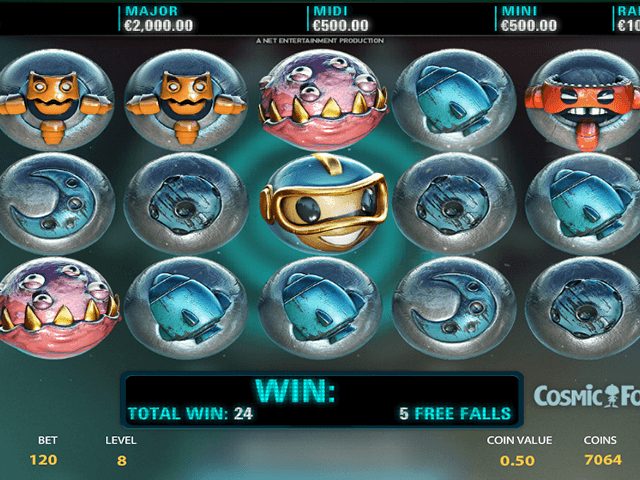 MAJOR
€2,000.00
MIDI
€500.00
MINI
€500.00
A NET ENTERTAINMENT PRODUCTION
WIN:
TOTAL WIN: 24
5 FREE FALLS
COSMIC
BET
120
LEVEL
8
COIN VALUE
0.50
COINS
7064